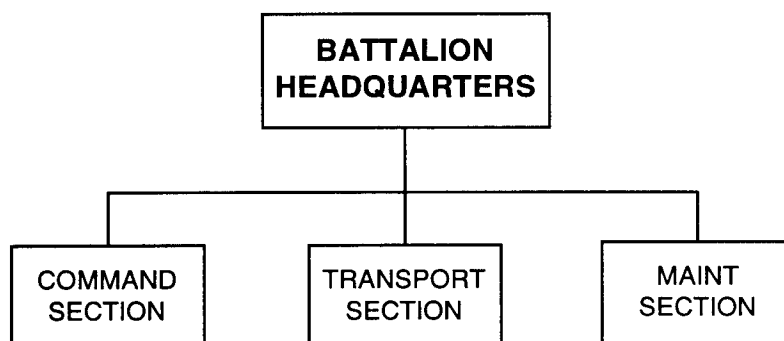 BATTALION
HEADQUARTERS
COMMAND
SECTION
TRANSPORT
SECTION
MAINT
SECTION